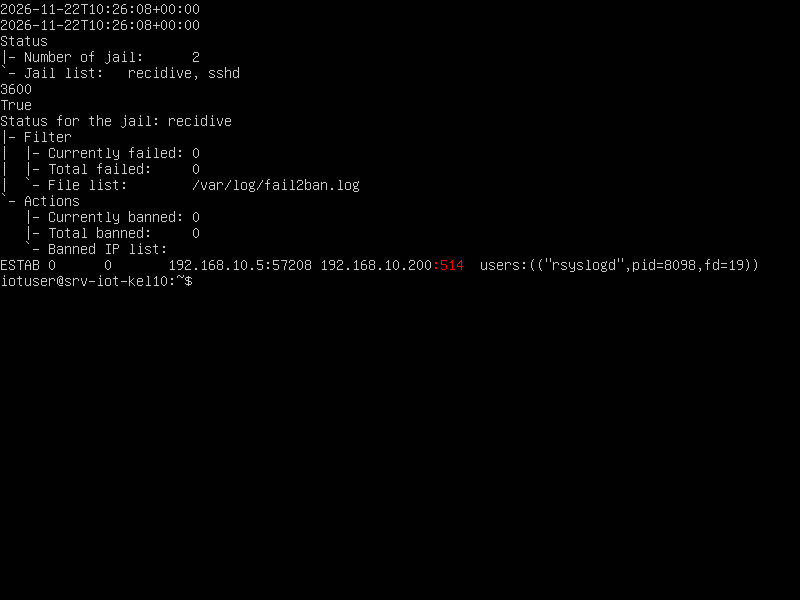 2026-11-22T10:26:08+00:00
2026-11-22T10:26:08+00:00
Status
|- Number of jail:      2
`- Jail list:   recidive, sshd
3600
True
Status for the jail: recidive
|- Filter
|  |- Currently failed: 0
|  |- Total failed:     0
|  `- File list:        /var/log/fail2ban.log
`- Actions
   |- Currently banned: 0
   |- Total banned:     0
   `- Banned IP list:
ESTAB 0      0       192.168.10.5:57208 192.168.10.200:514  users:(("rsyslogd",pid=8098,fd=19))
iotuser@srv-iot-kel10:~$